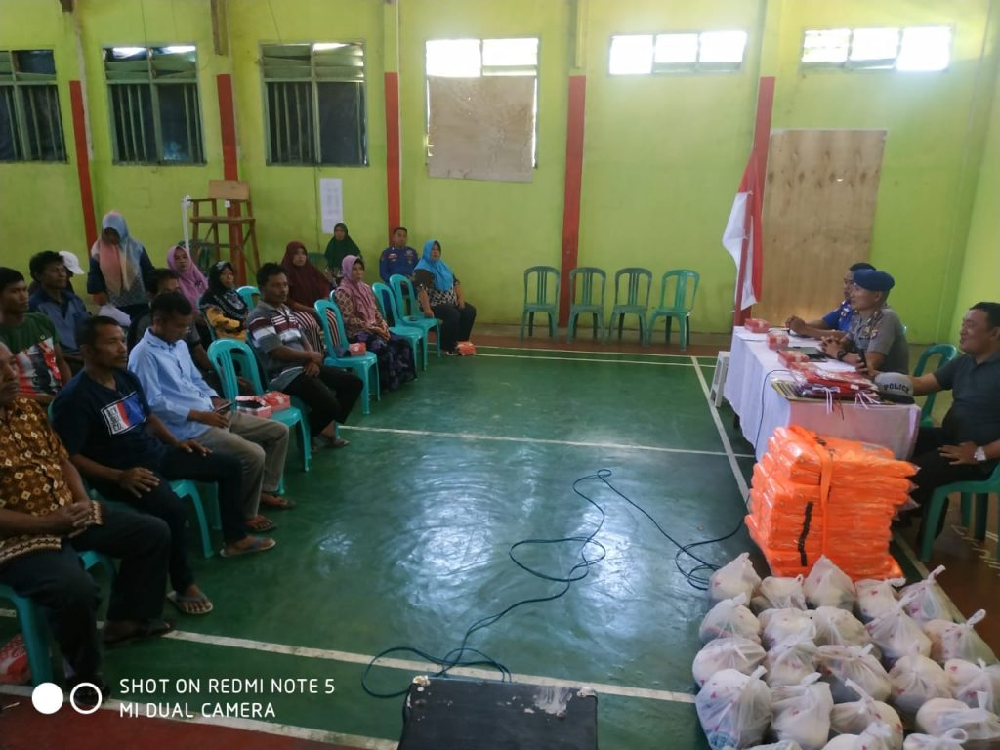 POLICE
SHOT ON REDMI NOTE 5
MI DUAL CAMERA